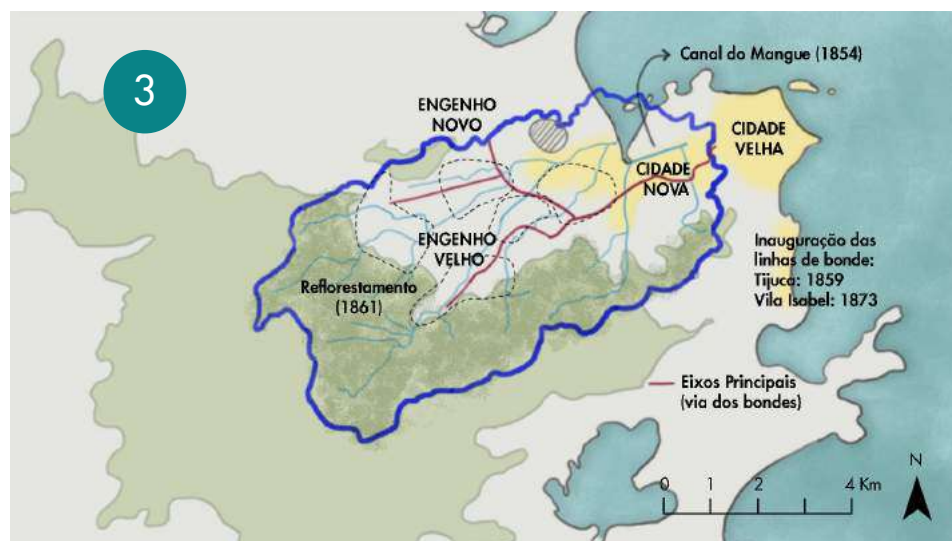 3
Canal do Mangue (1854)
ENGENHO
NOVO
CIDADE
VELHA
CIDADE
NOVA
ENGENHO
VELHO
Reflorestamento
(1861)
Inauguração das
linhas de bonde:
Tijuca: 1859
Vila Isabel: 1873
Eixos Principais
(via dos bondes)
N
0 1 2 4 Km